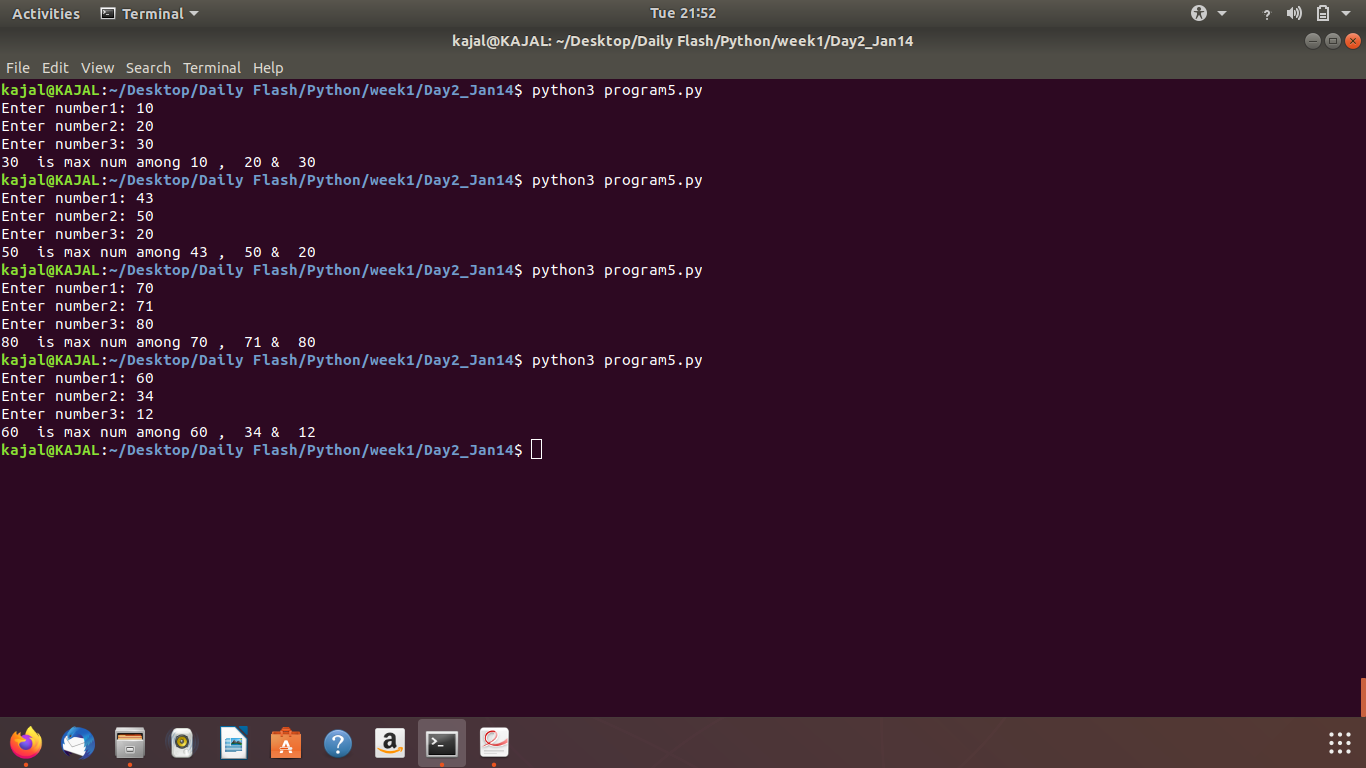 Activities Terminal Tue 21:52 ?
kajal@KAJAL: ~/Desktop/Daily Flash/Python/week1/Day2_Jan14
File Edit View Search Terminal Help
kajal@KAJAL:~/Desktop/Daily Flash/Python/week1/Day2_Jan14$ python3 program5.py
Enter number1: 10
Enter number2: 20
Enter number3: 30
30  is max num among 10 ,  20 &  30
kajal@KAJAL:~/Desktop/Daily Flash/Python/week1/Day2_Jan14$ python3 program5.py
Enter number1: 43
Enter number2: 50
Enter number3: 20
50  is max num among 43 ,  50 &  20
kajal@KAJAL:~/Desktop/Daily Flash/Python/week1/Day2_Jan14$ python3 program5.py
Enter number1: 70
Enter number2: 71
Enter number3: 80
80  is max num among 70 ,  71 &  80
kajal@KAJAL:~/Desktop/Daily Flash/Python/week1/Day2_Jan14$ python3 program5.py
Enter number1: 60
Enter number2: 34
Enter number3: 12
60  is max num among 60 ,  34 &  12
kajal@KAJAL:~/Desktop/Daily Flash/Python/week1/Day2_Jan14$